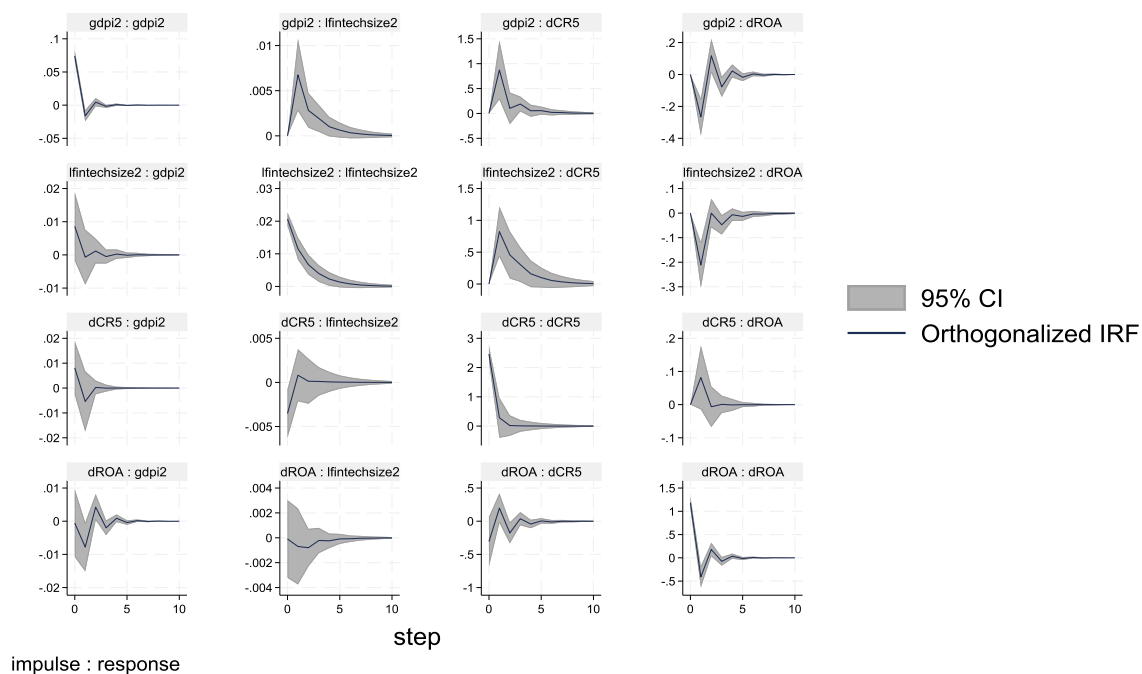 gdpi2 : gdpi2
gdpi2 : lfintechsize2
gdpi2 : dCR5
gdpi2 : dROA
.1
.05
0
-.05
.01
.005
0
1.5
1
.5
0
-.5
.2
0
-.2
-.4
lfintechsize2 : gdpi2
lfintechsize2 : lfintechsize2
lfintechsize2 : dCR5
lfintechsize2 : dROA
.02
.01
0
-.01
.03
.02
.01
0
1.5
1
.5
0
.1
0
-.1
-.2
-.3
95% CI
Orthogonalized IRF
dCR5 : gdpi2
dCR5 : lfintechsize2
dCR5 : dCR5
dCR5 : dROA
.02
.01
0
-.01
-.02
.005
0
-.005
3
2
1
0
.2
.1
0
-.1
dROA : gdpi2
dROA : lfintechsize2
dROA : dCR5
dROA : dROA
.01
0
-.01
-.02
.004
.002
0
-.002
-.004
.5
0
-.5
-1
1.5
1
.5
0
-.5
0 5 10
0 5 10
0 5 10
0 5 10
step
impulse : response